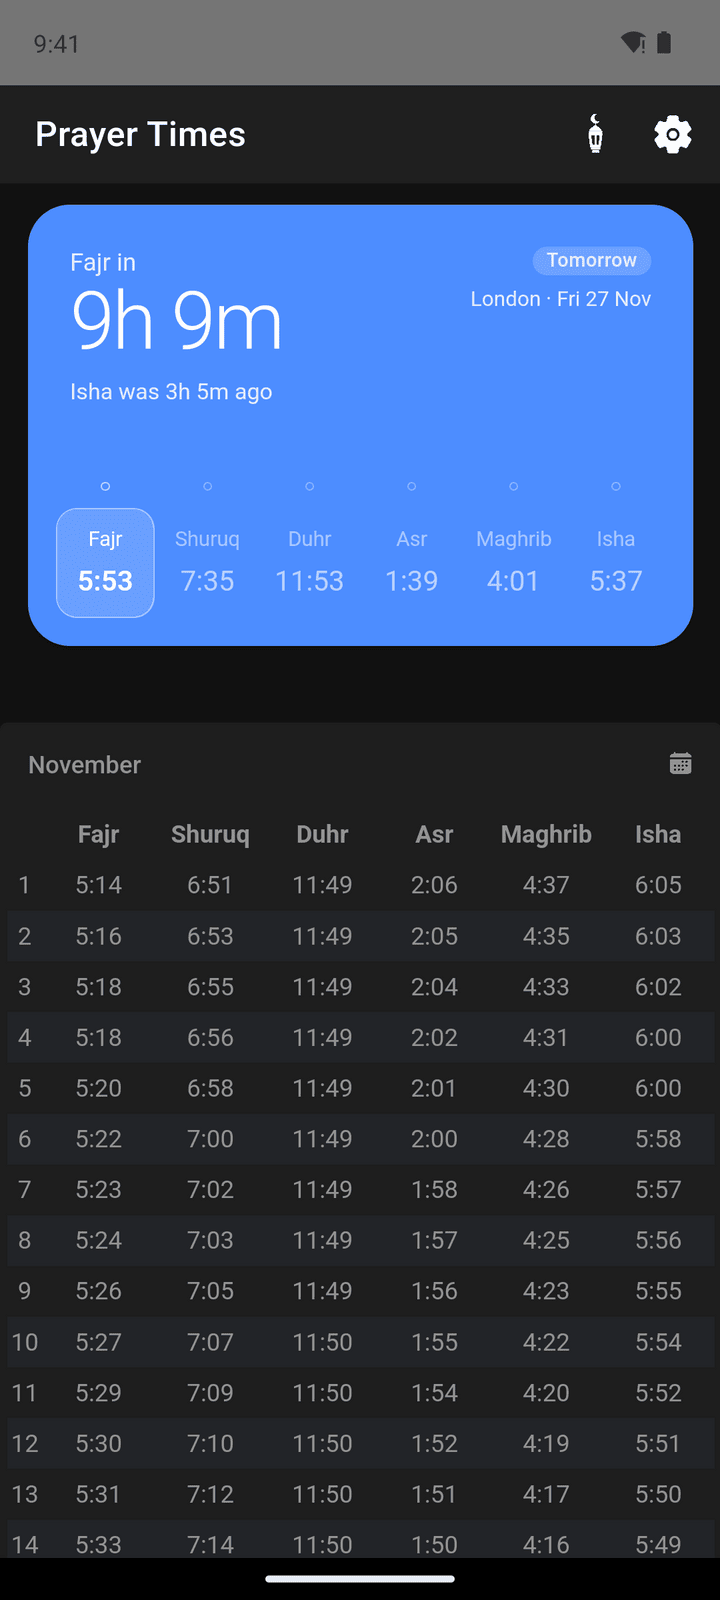 9:41
Prayer Times
Fajr in
Tomorrow
9h 9m
London · Fri 27 Nov
Isha was 3h 5m ago
Fajr Shuruq Duhr Asr Maghrib Isha
5:53 7:35 11:53 1:39 4:01 5:37
November
Fajr Shuruq Duhr Asr Maghrib Isha
1 5:14 6:51 11:49 2:06 4:37 6:05
2 5:16 6:53 11:49 2:05 4:35 6:03
3 5:18 6:55 11:49 2:04 4:33 6:02
4 5:18 6:56 11:49 2:02 4:31 6:00
5 5:20 6:58 11:49 2:01 4:30 6:00
6 5:22 7:00 11:49 2:00 4:28 5:58
7 5:23 7:02 11:49 1:58 4:26 5:57
8 5:24 7:03 11:49 1:57 4:25 5:56
9 5:26 7:05 11:49 1:56 4:23 5:55
10 5:27 7:07 11:50 1:55 4:22 5:54
11 5:29 7:09 11:50 1:54 4:20 5:52
12 5:30 7:10 11:50 1:52 4:19 5:51
13 5:31 7:12 11:50 1:51 4:17 5:50
14 5:33 7:14 11:50 1:50 4:16 5:49